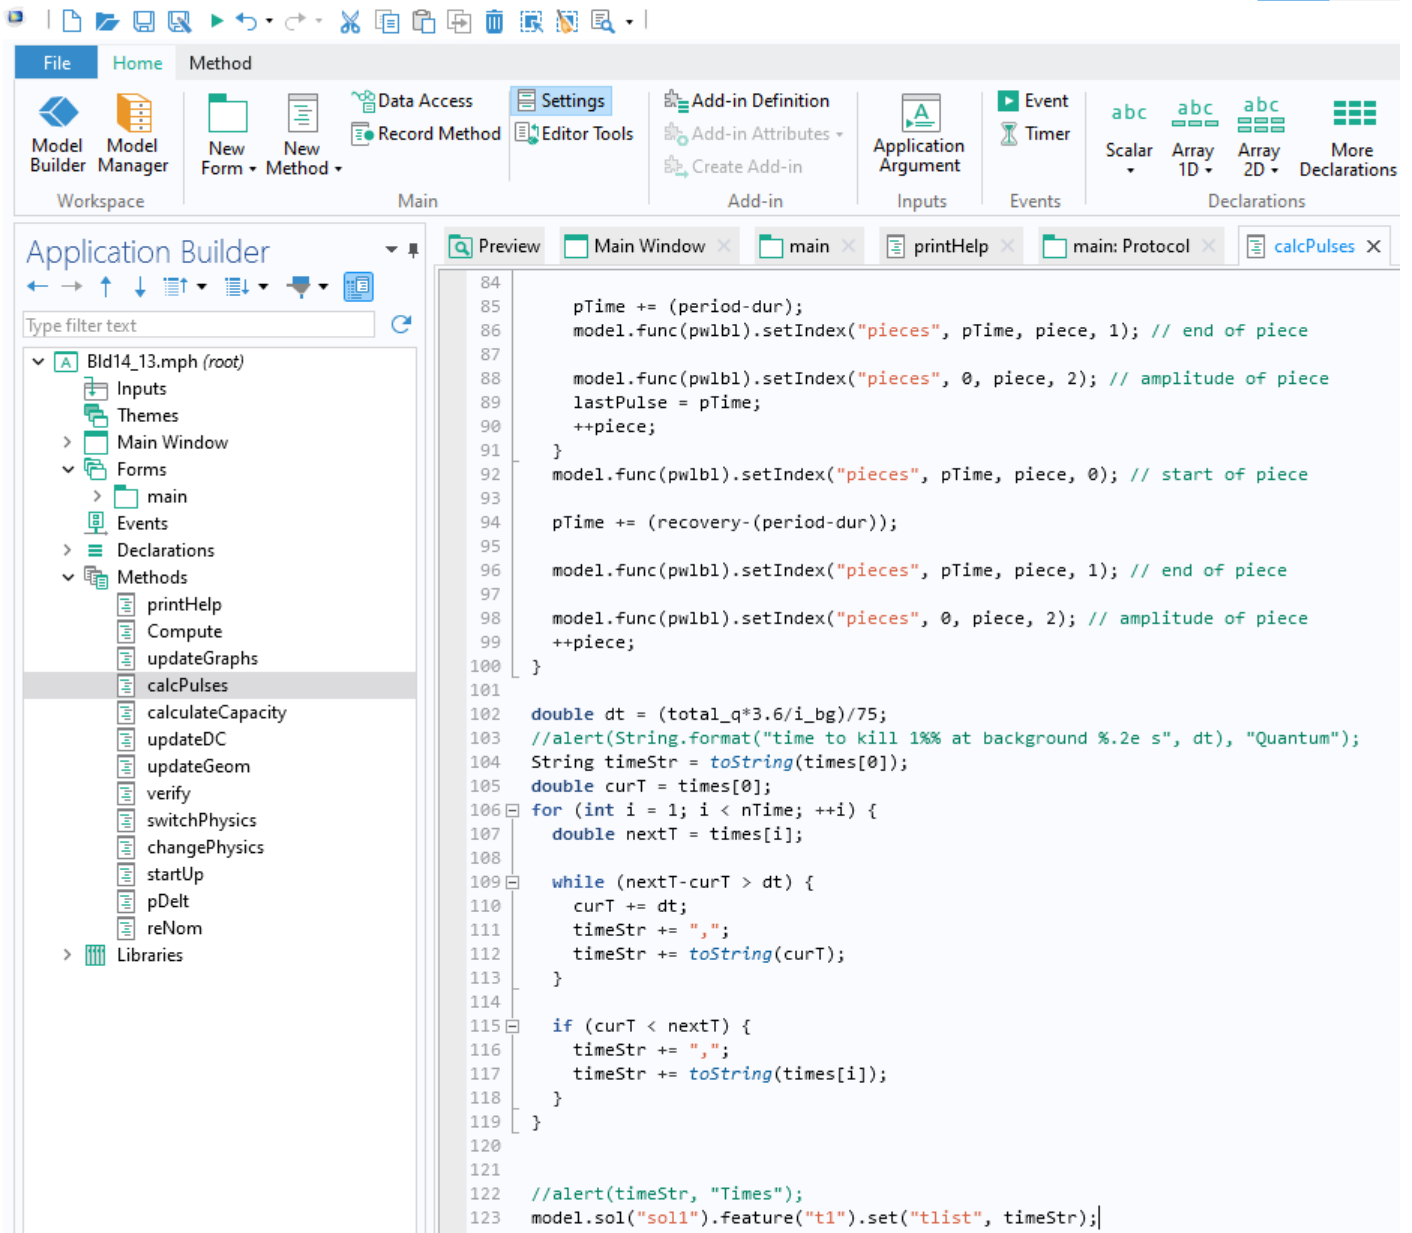 File Home Method
Model Builder
Model Manager
Workspace
New Form
New Method
Data Access
Record Method
Settings
Editor Tools
Main
Add-in Definition
Add-in Attributes
Create Add-in
Add-in
Application Argument
Inputs
Event
Timer
Events
abc Scalar
abc Array 1D
abc Array 2D
More Declarations
Declarations
Application Builder
Type filter text
A Bld14_13.mph (root)
Inputs
Themes
Main Window
Forms
main
Events
Declarations
Methods
printHelp
Compute
updateGraphs
calcPulses
calculateCapacity
updateDC
updateGeom
verify
switchPhysics
changePhysics
startUp
pDelt
reNom
Libraries
Preview Main Window main printHelp main: Protocol calcPulses
84
85 pTime += (period-dur);
86 model.func(pwlbl).setIndex("pieces", pTime, piece, 1); // end of piece
87
88 model.func(pwlbl).setIndex("pieces", 0, piece, 2); // amplitude of piece
89 lastPulse = pTime;
90 ++piece;
91 }
92 model.func(pwlbl).setIndex("pieces", pTime, piece, 0); // start of piece
93
94 pTime += (recovery-(period-dur));
95
96 model.func(pwlbl).setIndex("pieces", pTime, piece, 1); // end of piece
97
98 model.func(pwlbl).setIndex("pieces", 0, piece, 2); // amplitude of piece
99 ++piece;
100 }
101
102 double dt = (total_q*3.6/i_bg)/75;
103 //alert(String.format("time to kill 1%% at background %.2e s", dt), "Quantum");
104 String timeStr = toString(times[0]);
105 double curT = times[0];
106 for (int i = 1; i < nTime; ++i) {
107 double nextT = times[i];
108
109 while (nextT-curT > dt) {
110 curT += dt;
111 timeStr += ",";
112 timeStr += toString(curT);
113 }
114
115 if (curT < nextT) {
116 timeStr += ",";
117 timeStr += toString(times[i]);
118 }
119 }
120
121
122 //alert(timeStr, "Times");
123 model.sol("sol1").feature("t1").set("tlist", timeStr);